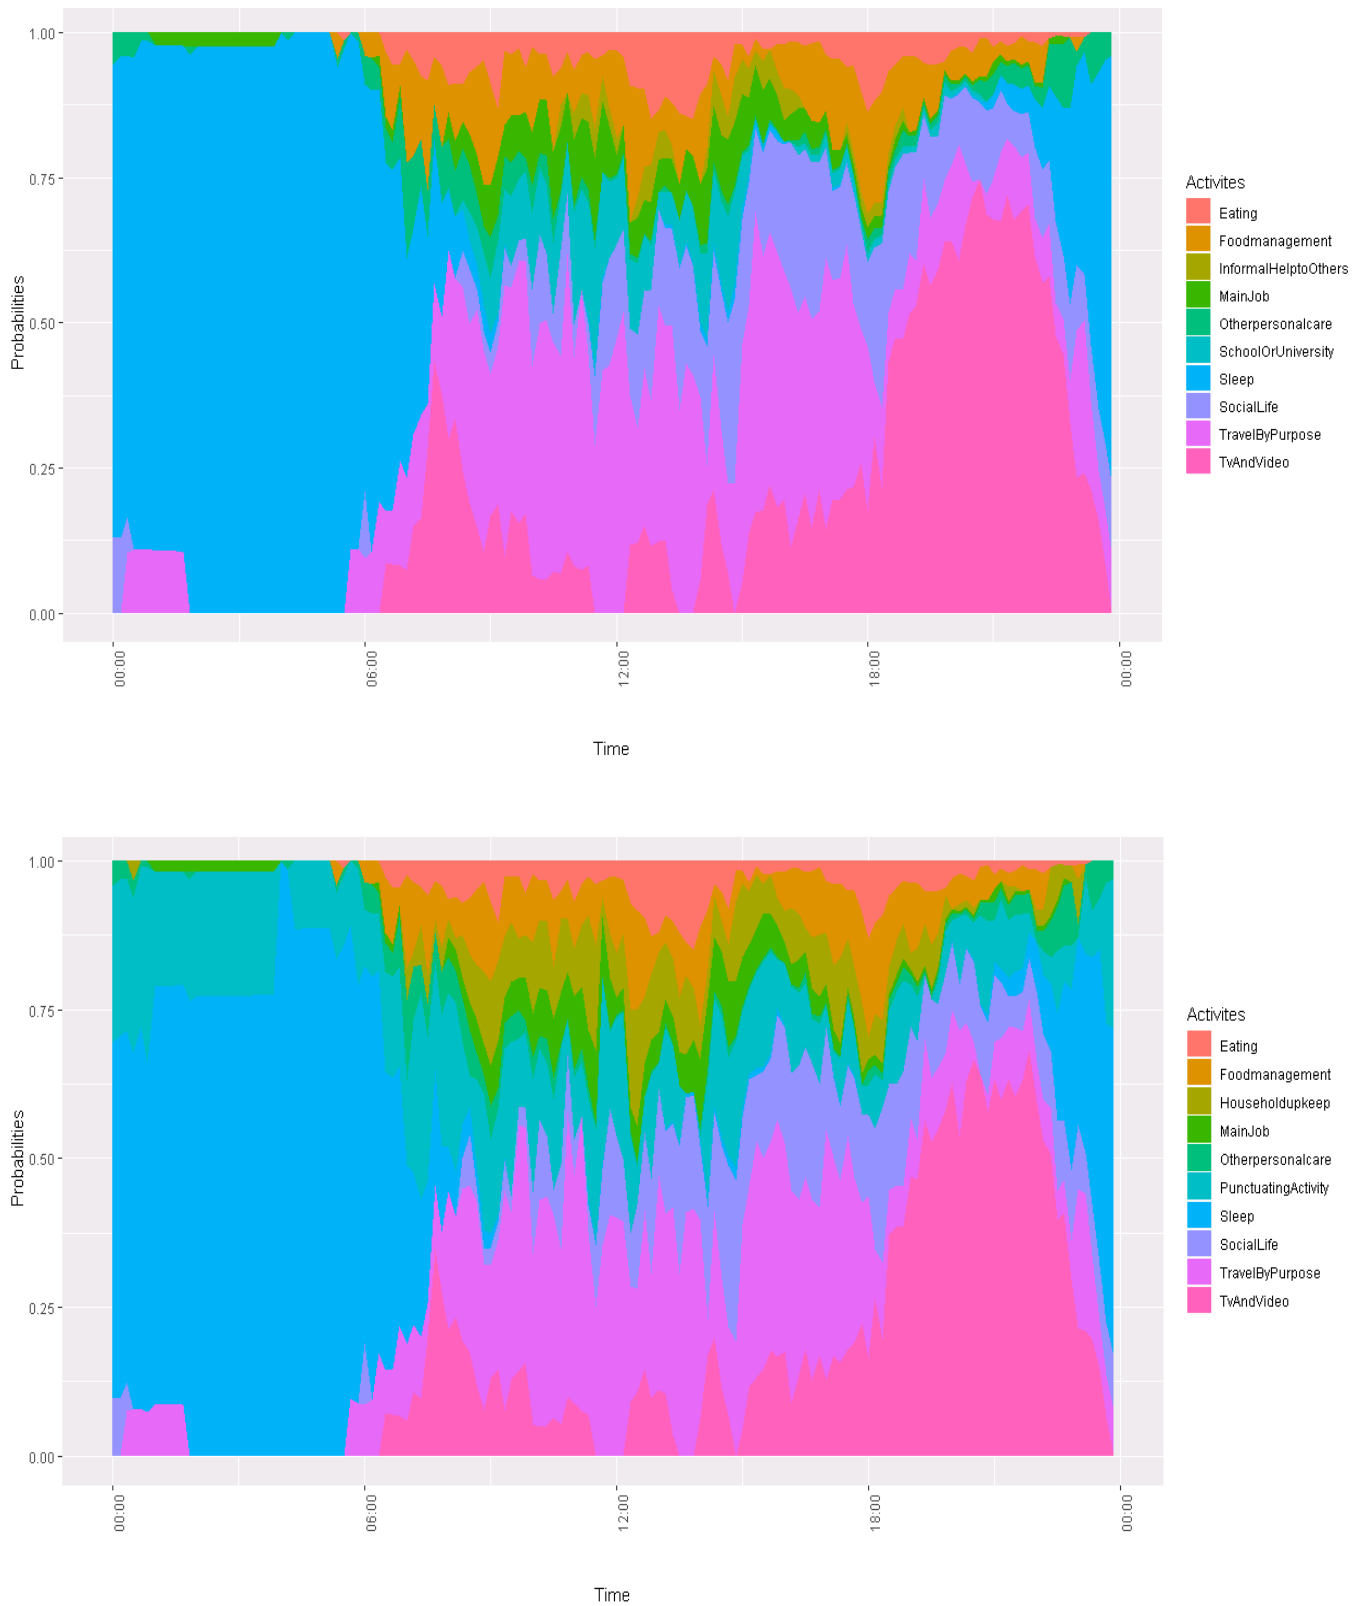 1.00
0.75
0.50
0.25
0.00
Probabilities
00:00
06:00
12:00
18:00
00:00
Time
Activites
Eating
Foodmanagement
InformalHelptoOthers
MainJob
Otherpersonalcare
SchoolOrUniversity
Sleep
SocialLife
TravelByPurpose
TvAndVideo
1.00
0.75
0.50
0.25
0.00
Probabilities
00:00
06:00
12:00
18:00
00:00
Time
Activites
Eating
Foodmanagement
Householdupkeep
MainJob
Otherpersonalcare
PunctuatingActivity
Sleep
SocialLife
TravelByPurpose
TvAndVideo